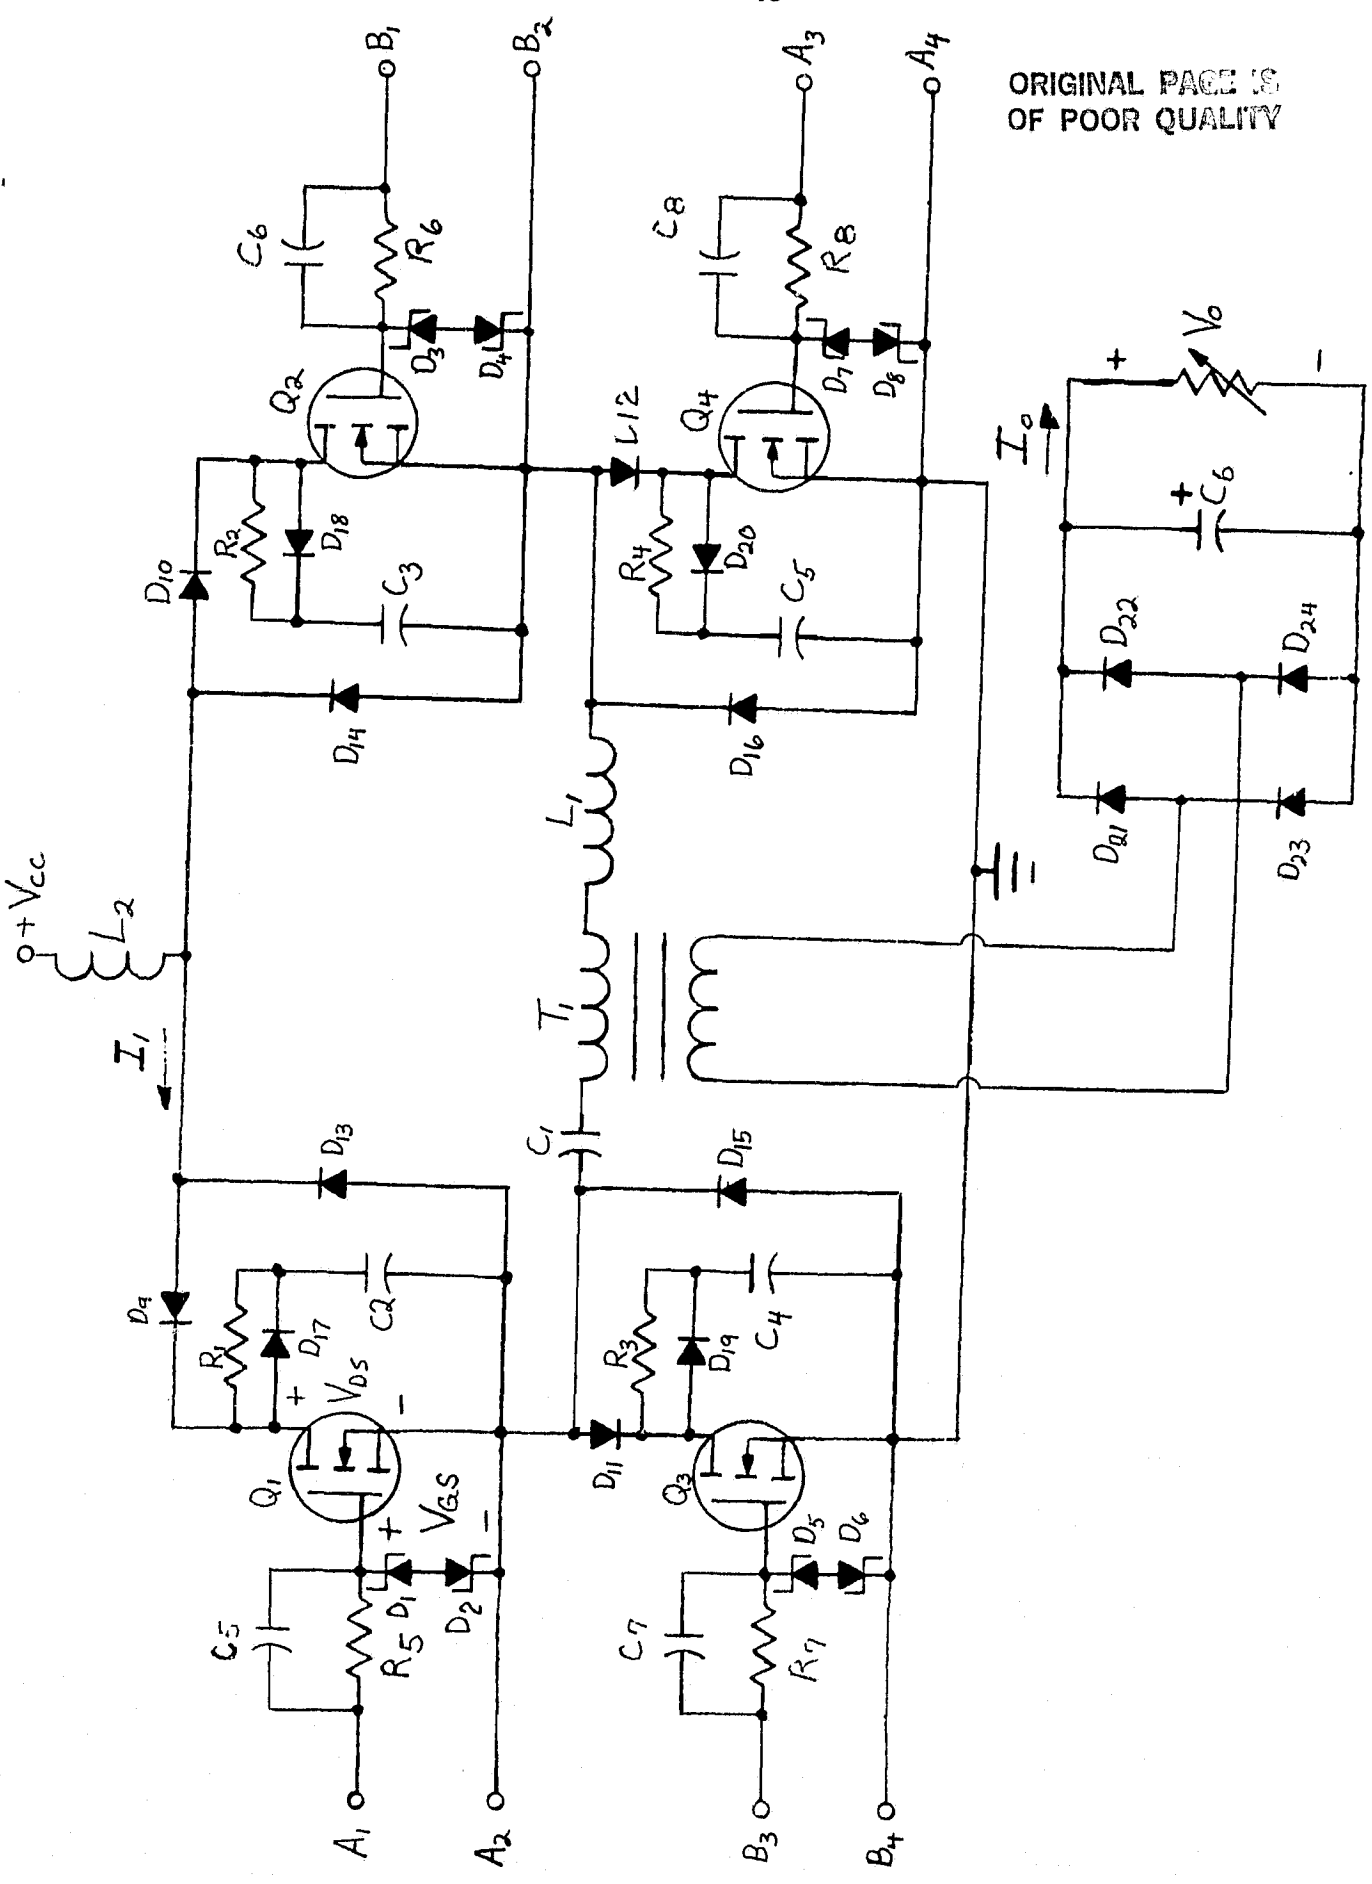 ORIGINAL PAGE IS
OF POOR QUALITY
B1
B2
A3
A4
C6
R6
C8
R8
D3
D4
D7
D8
Q2
Q4
L12
R2
D18
C3
R4
D20
C5
D10
D14
D16
I0
+
V0
-
+
C6
D22
D24
D21
D23
+VCC
L2
I1
L1
T1
C1
D13
D15
D9
R1
D17
C2
R3
D19
C4
+
VDS
-
Q1
D11
Q3
+
VGS
-
C5
R5
D1
D2
C7
R7
D5
D6
A1
A2
B3
B4